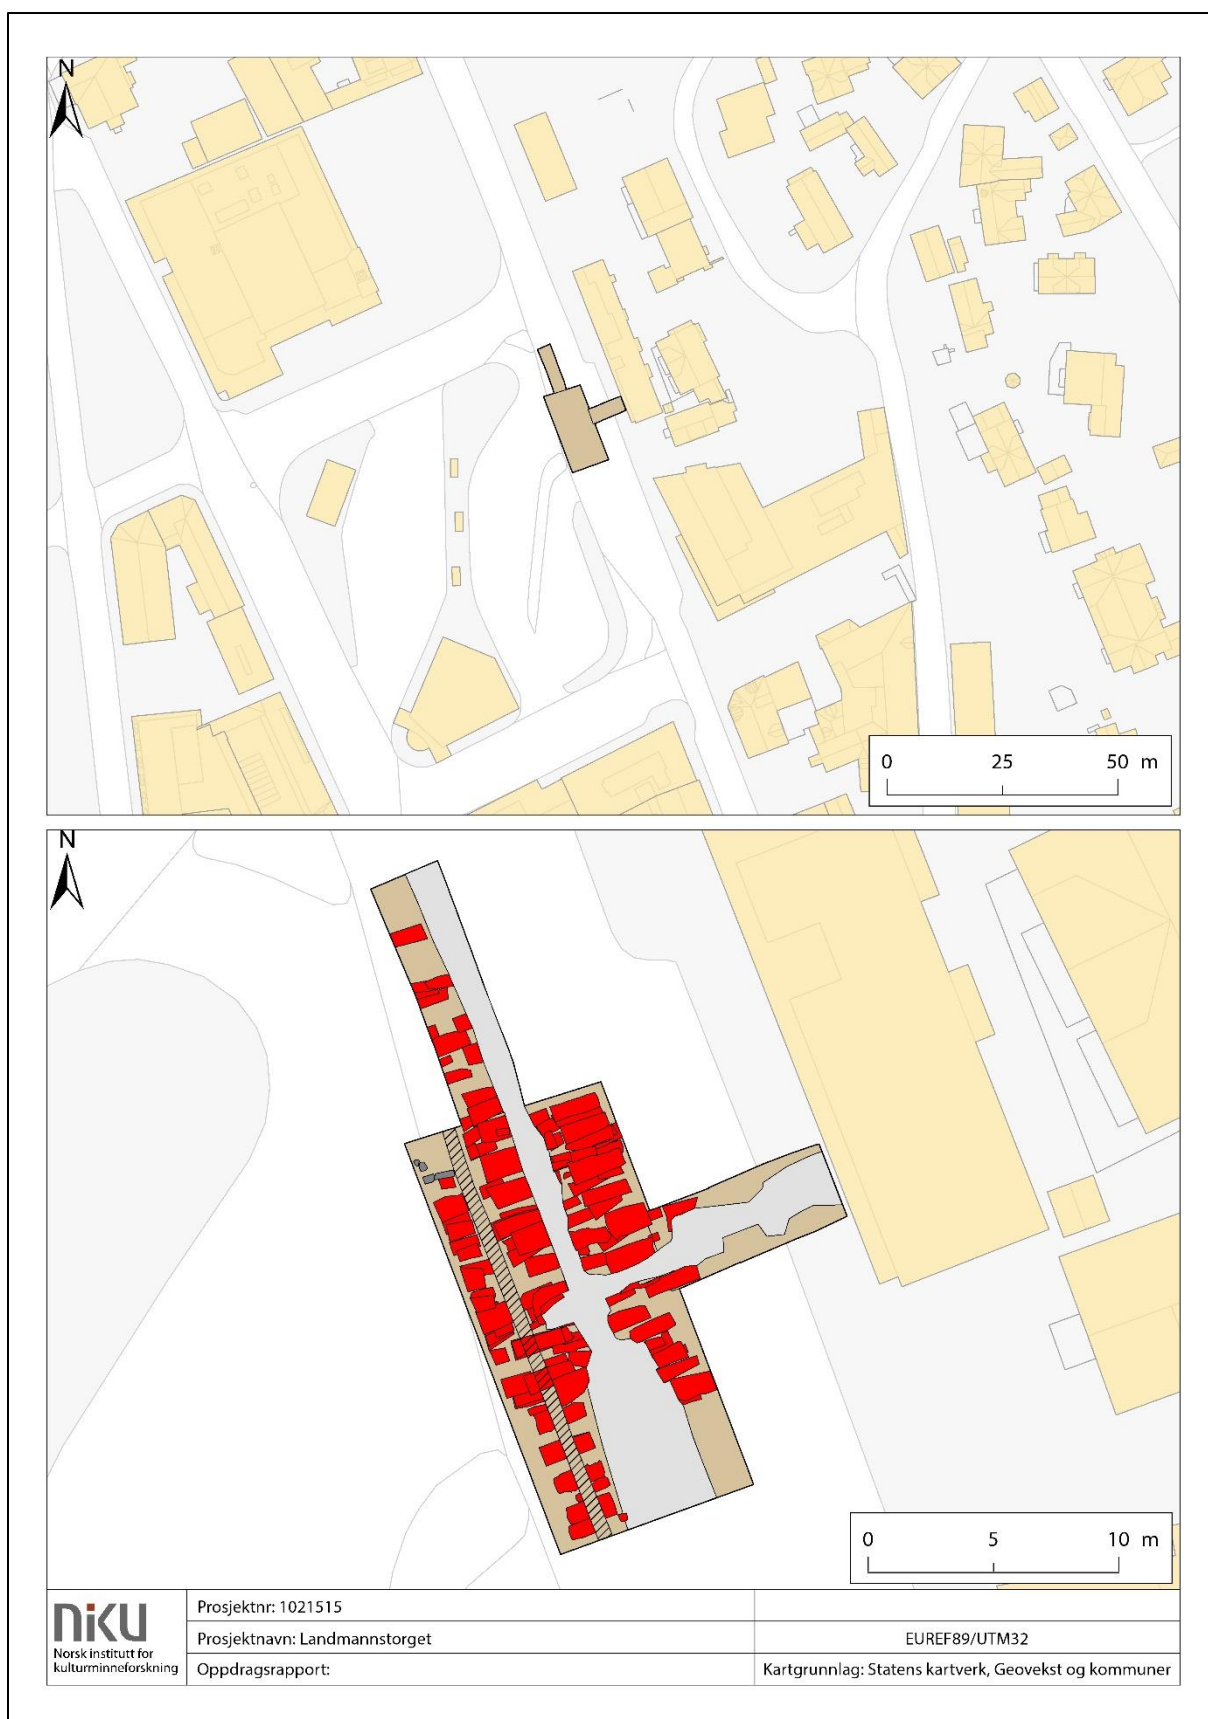 N
0 25 50 m
N
0 5 10 m
NIKU
Norsk institutt for
kulturminneforskning
Prosjektnr: 1021515
Prosjektnavn: Landmannstorget
EUREF89/UTM32
Oppdragsrapport:
Kartgrunnlag: Statens kartverk, Geovekst og kommuner